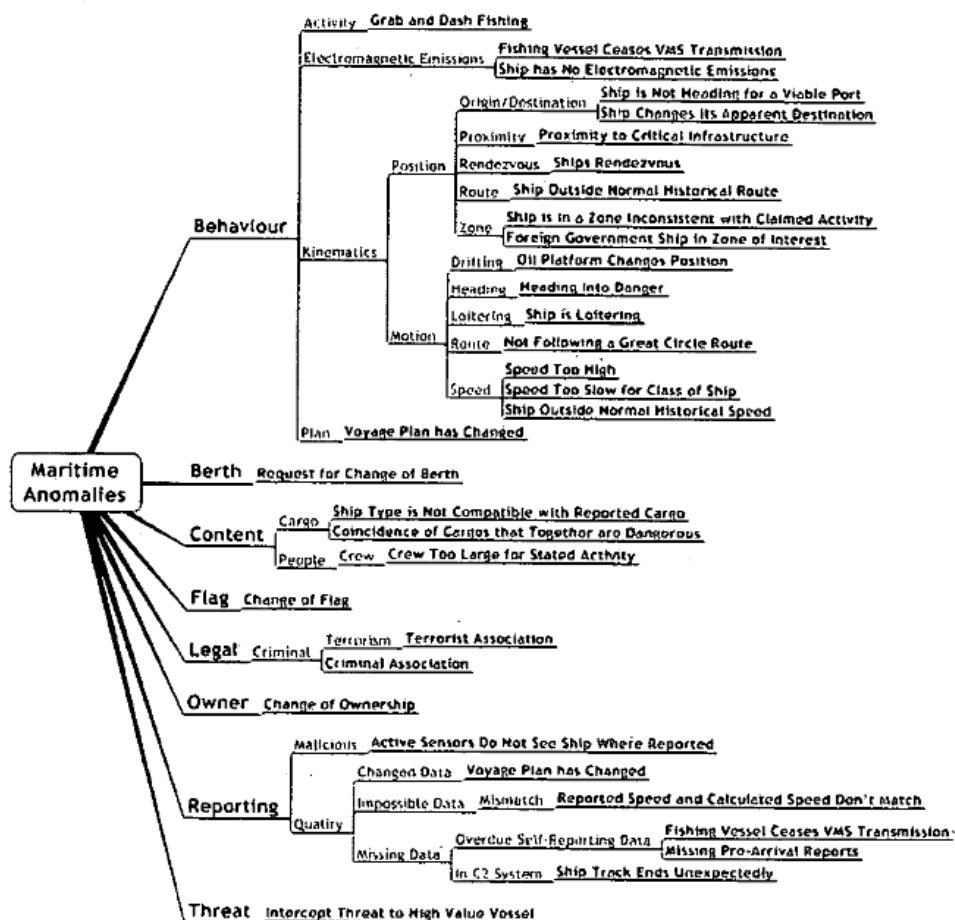 Activity Grab and Dash Fishing
Electromagnetic Emissions
Fishing Vessel Ceases VMS Transmission
Ship has No Electromagnetic Emissions
Origin/Destination
Ship is Not Heading for a Viable Port
Ship Changes its Apparent Destination
Proximity Proximity to Critical Infrastructure
Position
Rendezvous Ships Rendezvous
Route Ship Outside Normal Historical Route
Zone
Ship is in a Zone Inconsistent with Claimed Activity
Foreign Government Ship in Zone of Interest
Behaviour
Kinematics
Drifting Oil Platform Changes Position
Heading Heading Into Danger
Loitering Ship is Loitering
Motion
Route Not Following a Great Circle Route
Speed
Speed Too High
Speed Too Slow for Class of Ship
Ship Outside Normal Historical Speed
Plan Voyage Plan has Changed
Maritime
Anomalies
Berth Request for Change of Berth
Content
Cargo
Ship Type is Not Compatible with Reported Cargo
Coincidence of Cargos that Together are Dangerous
People Crew Crew Too Large for Stated Activity
Flag Change of Flag
Legal Criminal
Terrorism Terrorist Association
Criminal Association
Owner Change of Ownership
Reporting
Malicious Active Sensors Do Not See Ship Where Reported
Quality
Changed Data Voyage Plan has Changed
Impossible Data Mismatch Reported Speed and Calculated Speed Don't Match
Missing Data
Overdue Self-Reporting Data
Fishing Vessel Ceases VMS Transmission
Missing Pre-Arrival Reports
In C2 System Ship Track Ends Unexpectedly
Threat Intercept Threat to High Value Vessel